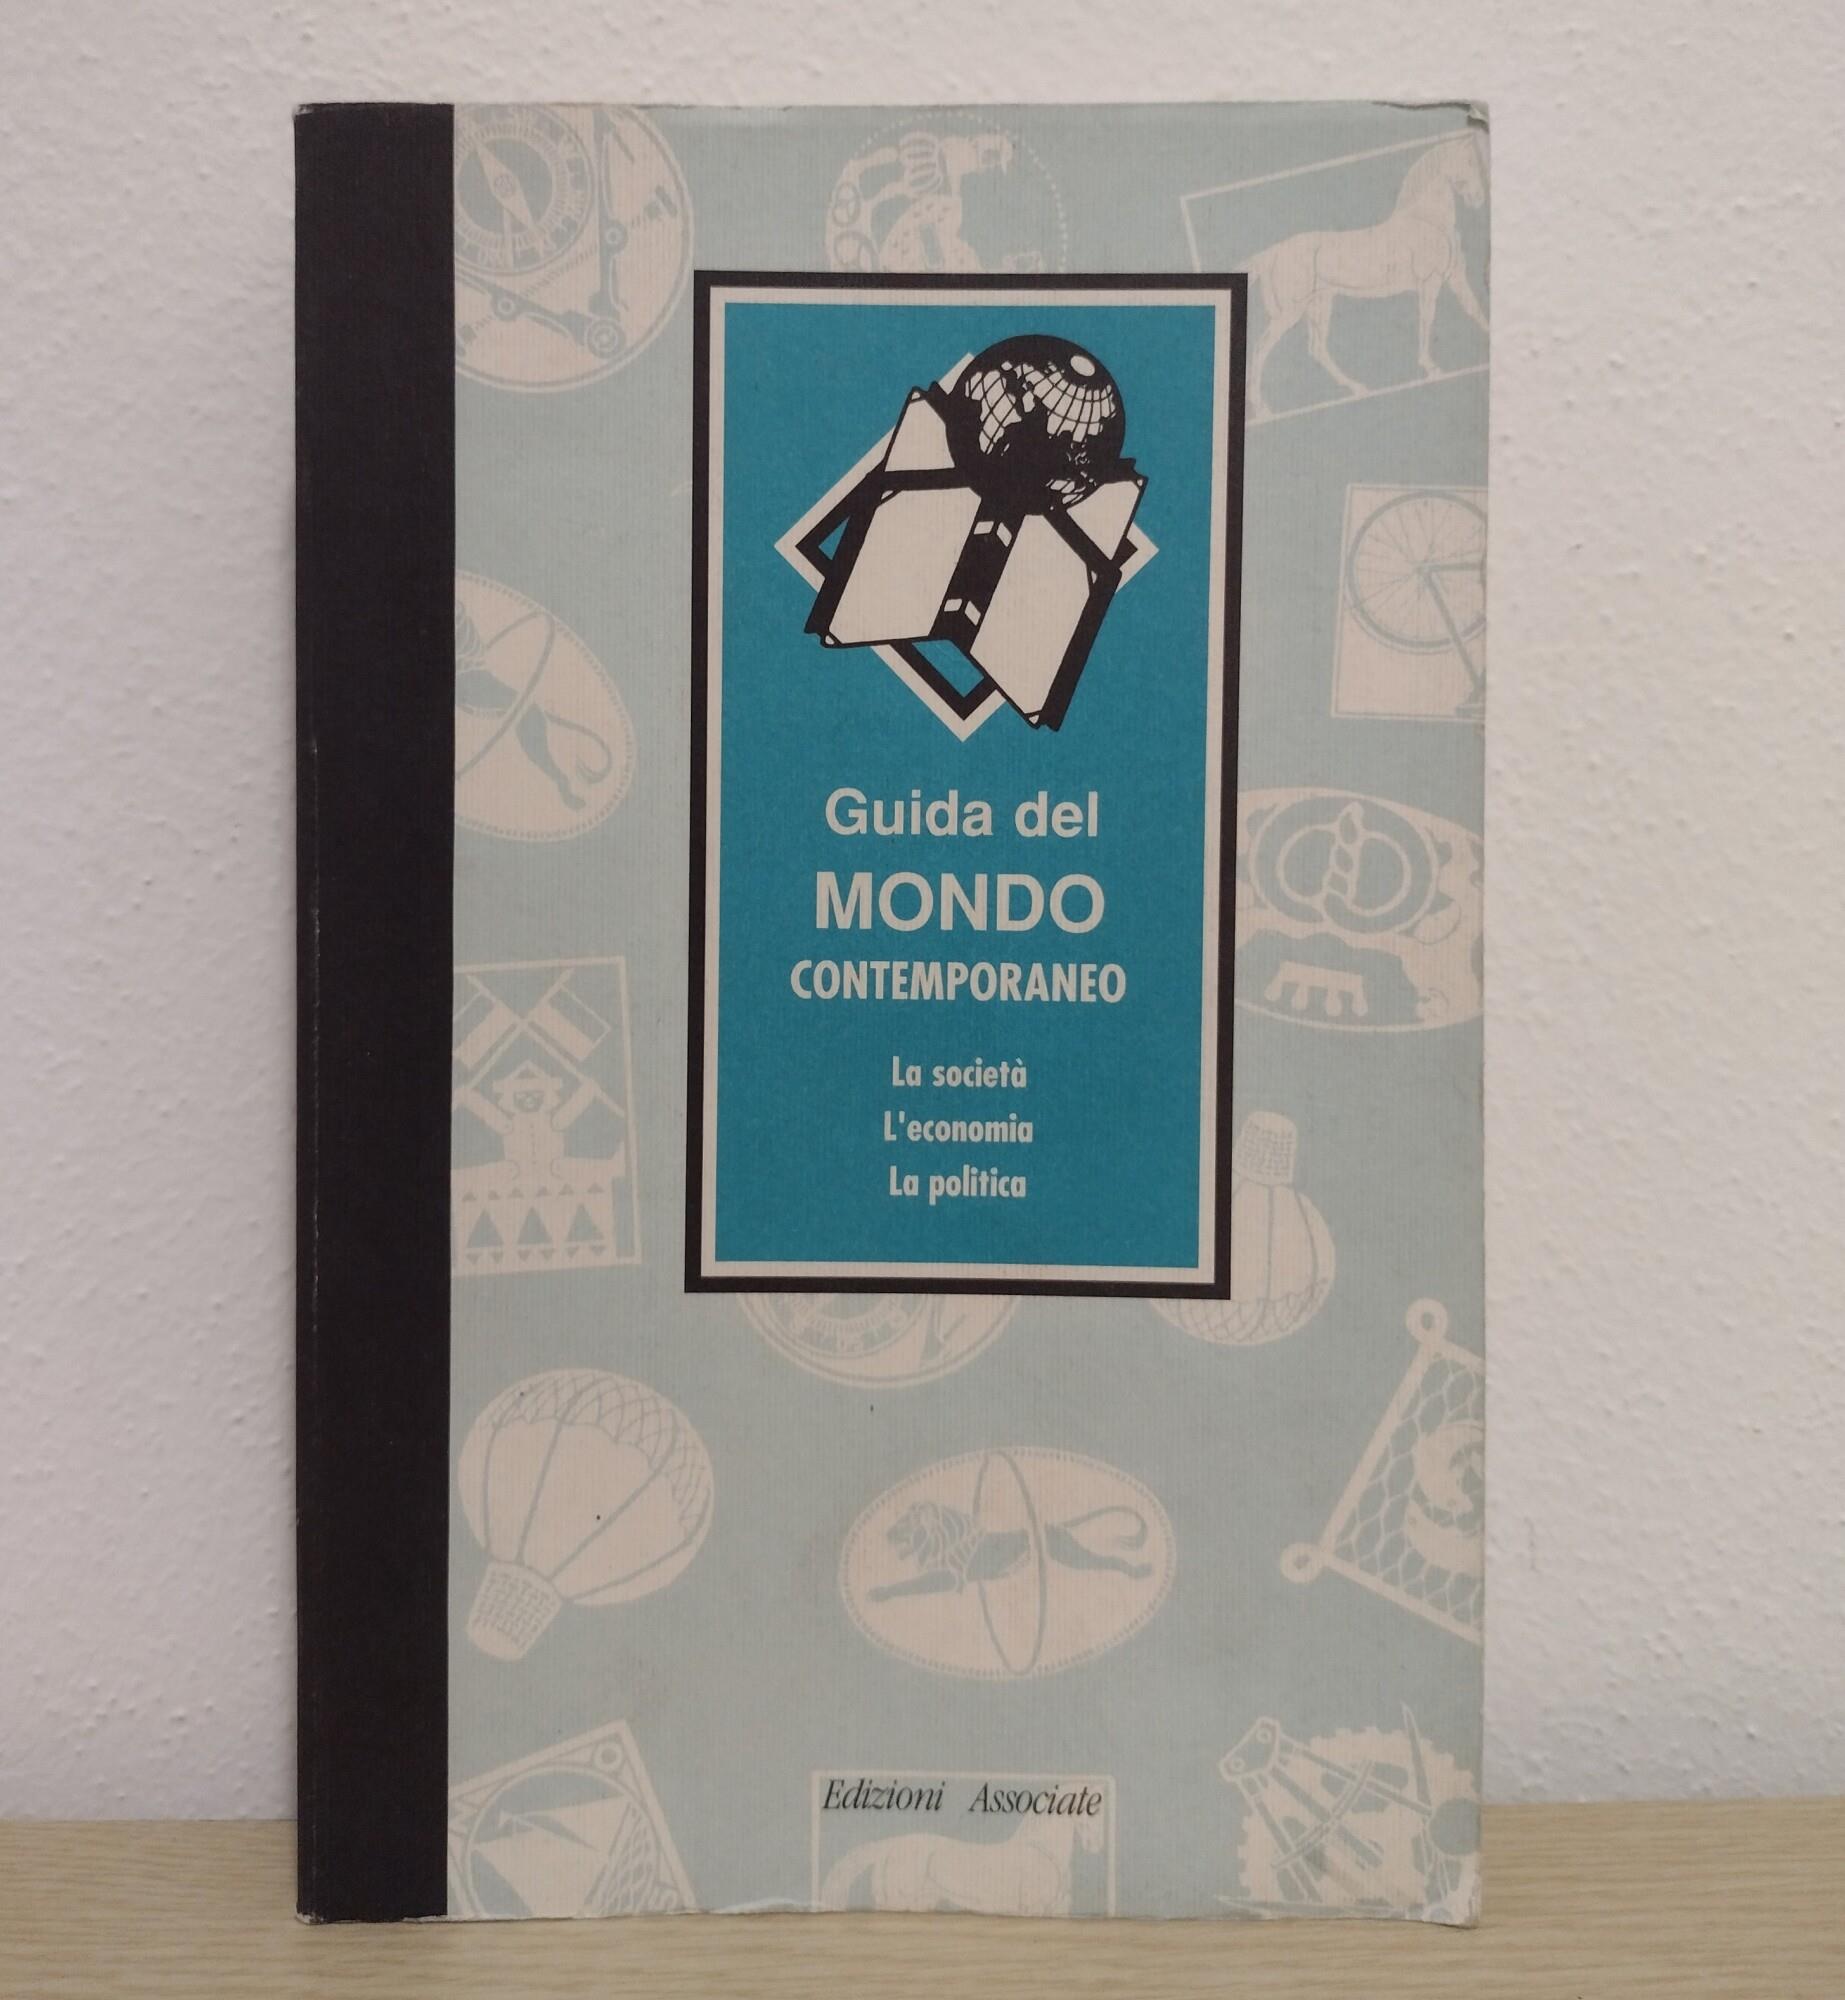 Guida del
MONDO
CONTEMPORANEO
La società
L'economia
La politica
Edizioni Associate